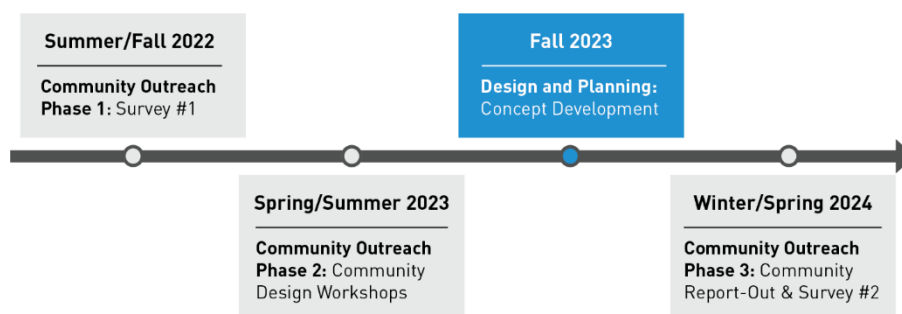 Summer/Fall 2022
Community Outreach
Phase 1: Survey #1
Spring/Summer 2023
Community Outreach
Phase 2: Community
Design Workshops
Fall 2023
Design and Planning:
Concept Development
Winter/Spring 2024
Community Outreach
Phase 3: Community
Report-Out & Survey #2